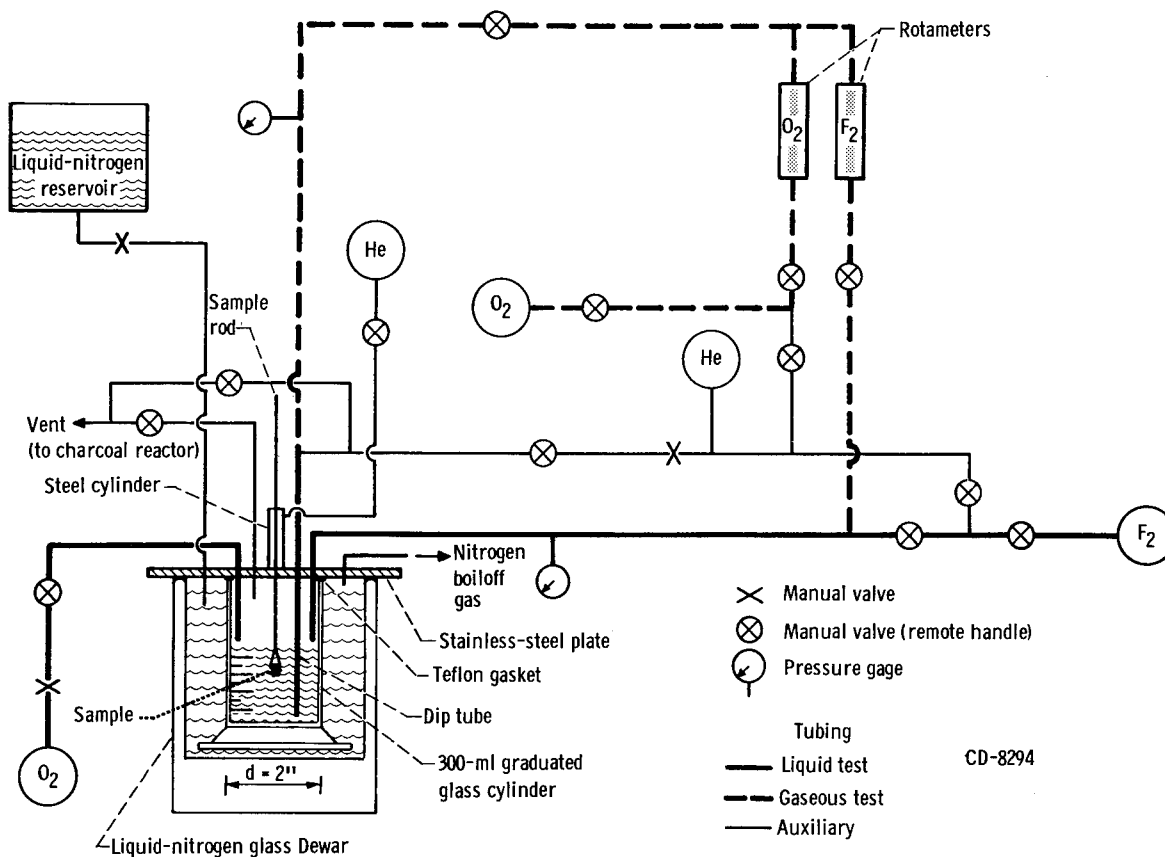 Rotameters
O2
F2
Liquid-nitrogen
reservoir
He
Sample
rod
O2
He
Vent
(to charcoal reactor)
Steel cylinder
F2
Nitrogen
boiloff
gas
Manual valve
Manual valve (remote handle)
Pressure gage
Stainless-steel plate
Teflon gasket
Sample
Dip tube
O2
d = 2"
300-ml graduated
glass cylinder
Tubing
Liquid test
Gaseous test
Auxiliary
CD-8294
Liquid-nitrogen glass Dewar